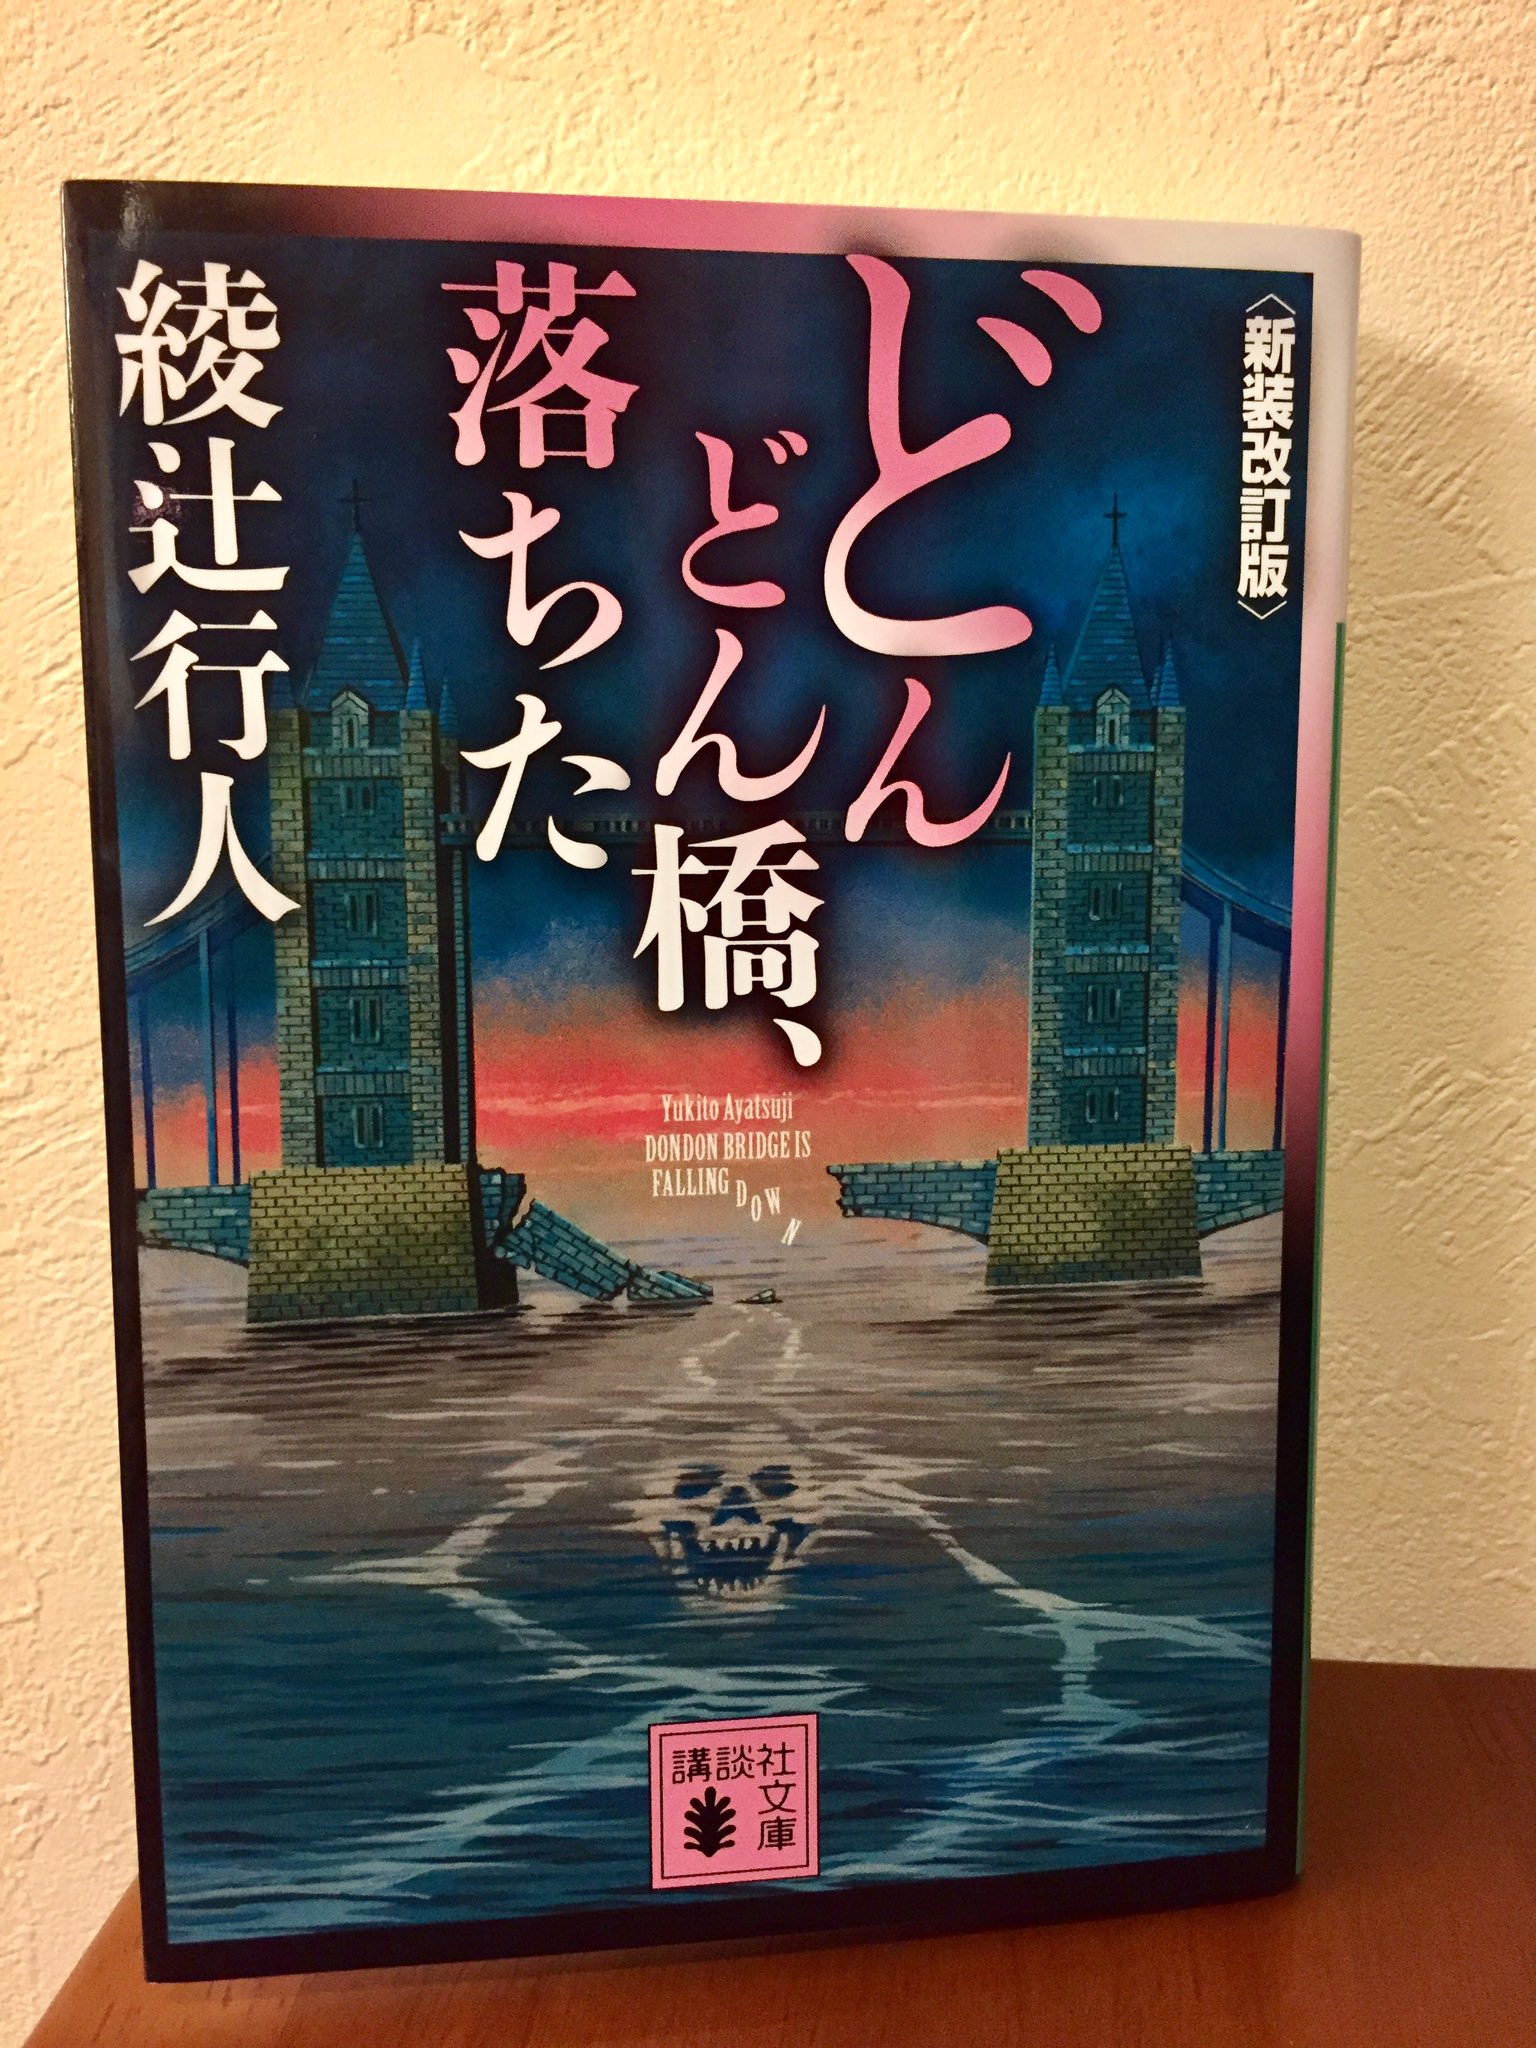 〈新装改訂版〉
どんどん橋、
落ちた
綾辻行人
Yukito Ayatsuji
DONDON BRIDGE IS
FALLING DOWN
講談社
文庫